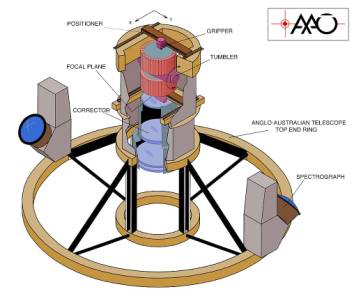 POSITIONER
X
Y
GRIPPER
TUMBLER
FOCAL PLANE
CORRECTOR
ANGLO-AUSTRALIAN TELESCOPE
TOP END RING
SPECTROGRAPH
AAO